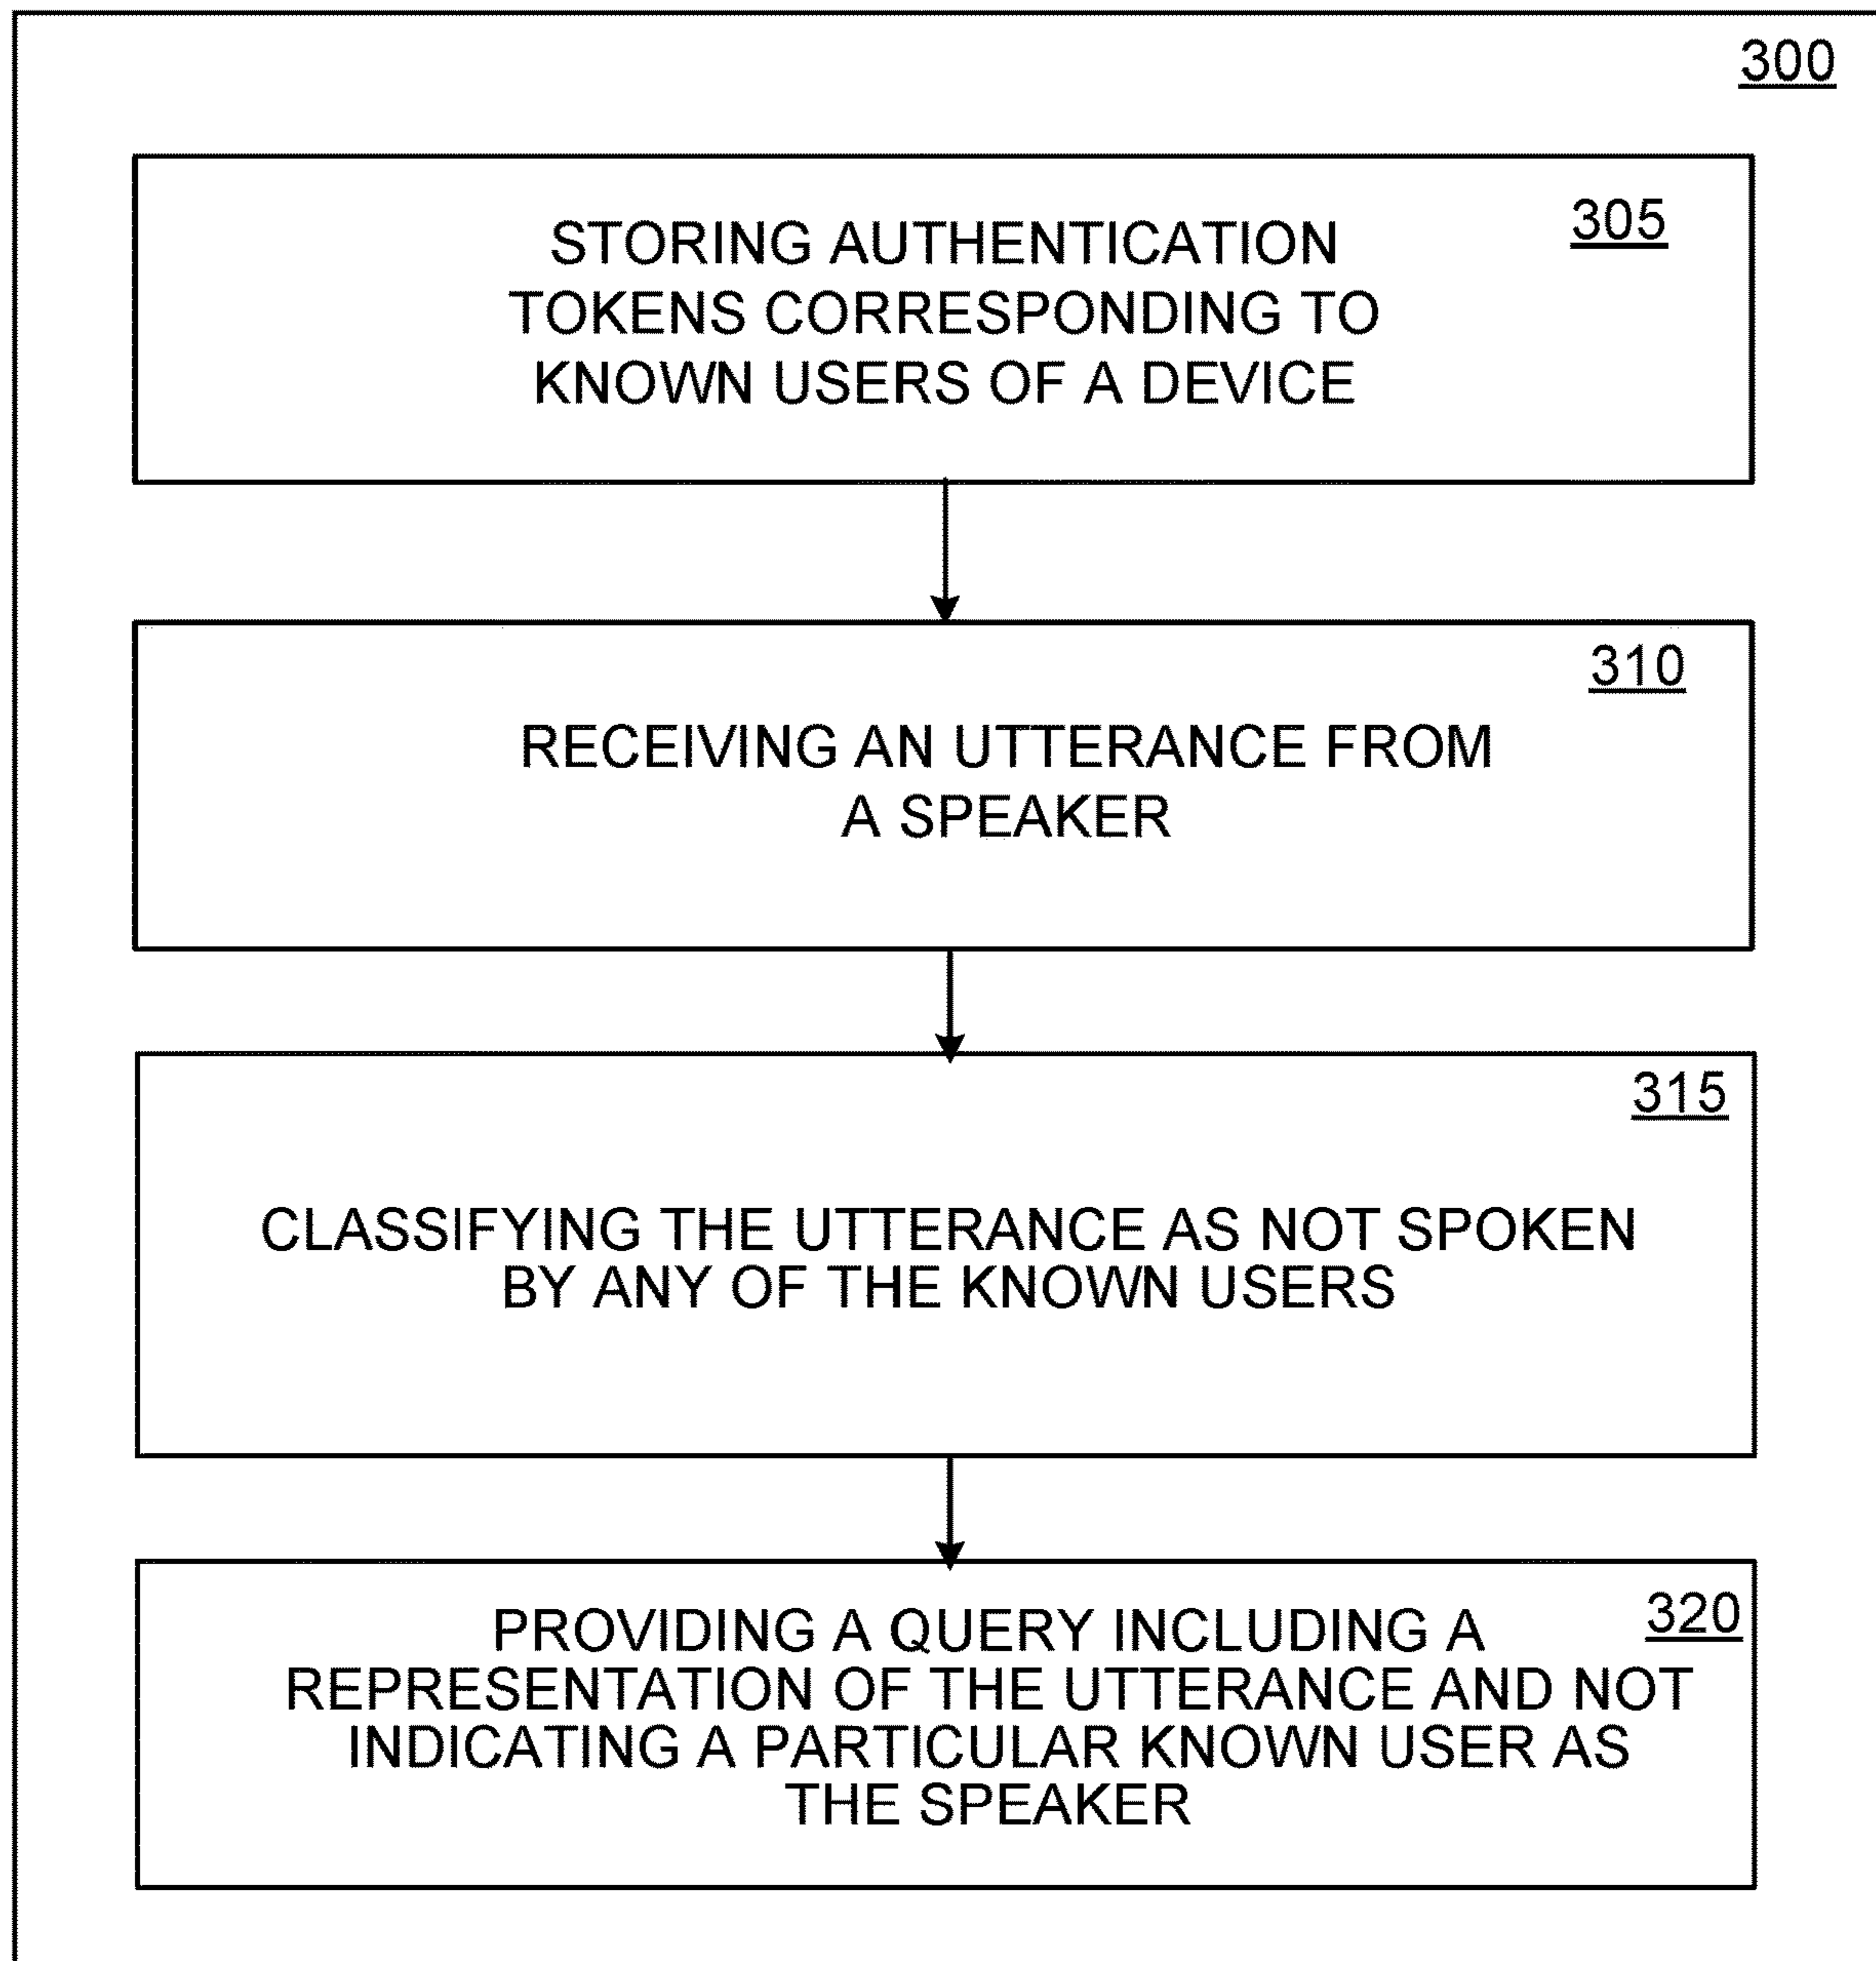 300
305
STORING AUTHENTICATION
TOKENS CORRESPONDING TO
KNOWN USERS OF A DEVICE
310
RECEIVING AN UTTERANCE FROM
A SPEAKER
315
CLASSIFYING THE UTTERANCE AS NOT SPOKEN
BY ANY OF THE KNOWN USERS
320
PROVIDING A QUERY INCLUDING A
REPRESENTATION OF THE UTTERANCE AND NOT
INDICATING A PARTICULAR KNOWN USER AS
THE SPEAKER